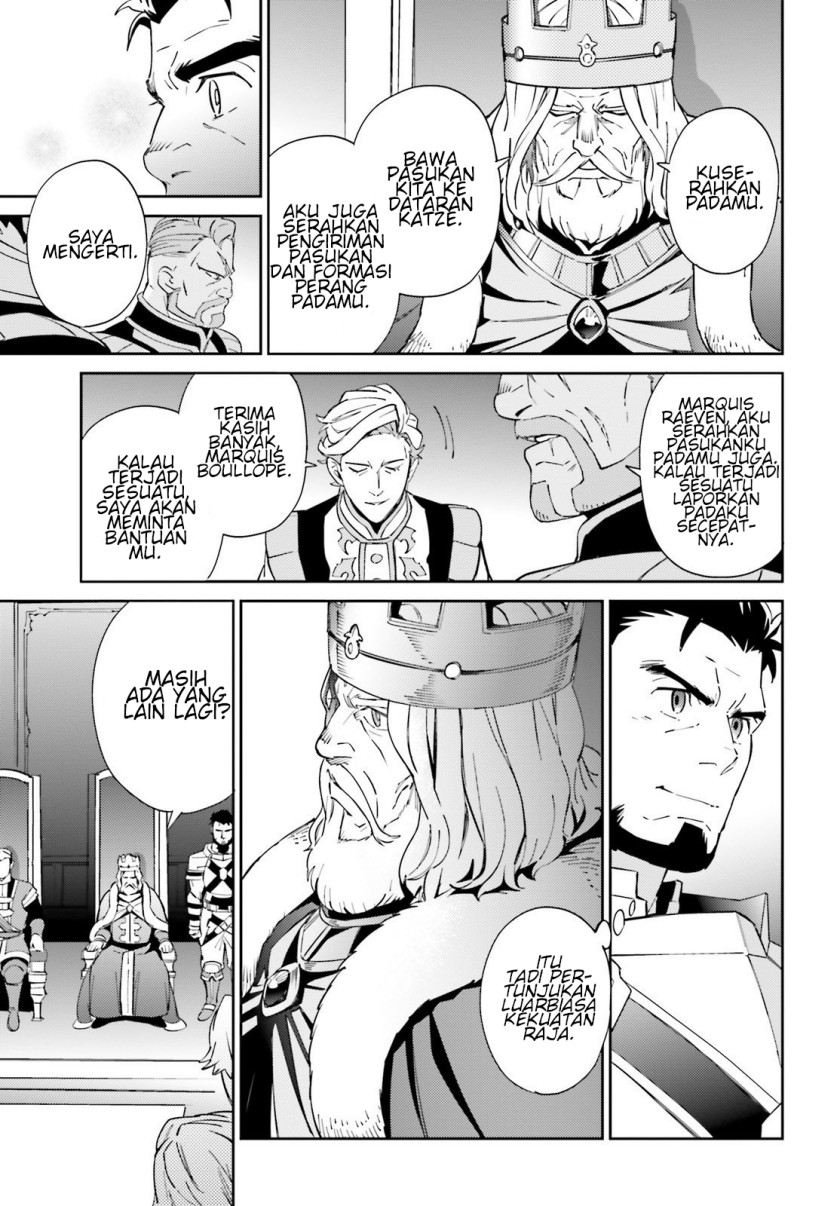 KUSE-
RAHKAN
PADAMU.
BAWA
PASUKAN
KITA KE
DATARAN
KATZE.
AKU JUGA
SERAHKAN
PENGIRIMAN
PASUKAN
DAN FORMASI
PERANG
PADAMU.
SAYA
MENGERTI.
MARQUIS
RAEVEN, AKU
SERAHKAN
PASUKANKU
PADAMU JUGA.
KALAU TERJADI
SESUATU
LAPORKAN
PADAKU
SECEPAT-
NYA.
TERIMA
KASIH
BANYAK,
MARQUIS
BOULLOPE.
KALAU
TERJADI
SESUATU,
SAYA AKAN
MEMINTA
BANTUAN
MU.
ITU
TADI PER-
TUNJUKAN
LUARBIASA
KEKUATAN
RAJA.
MASIH
ADA YANG
LAIN LAGI?